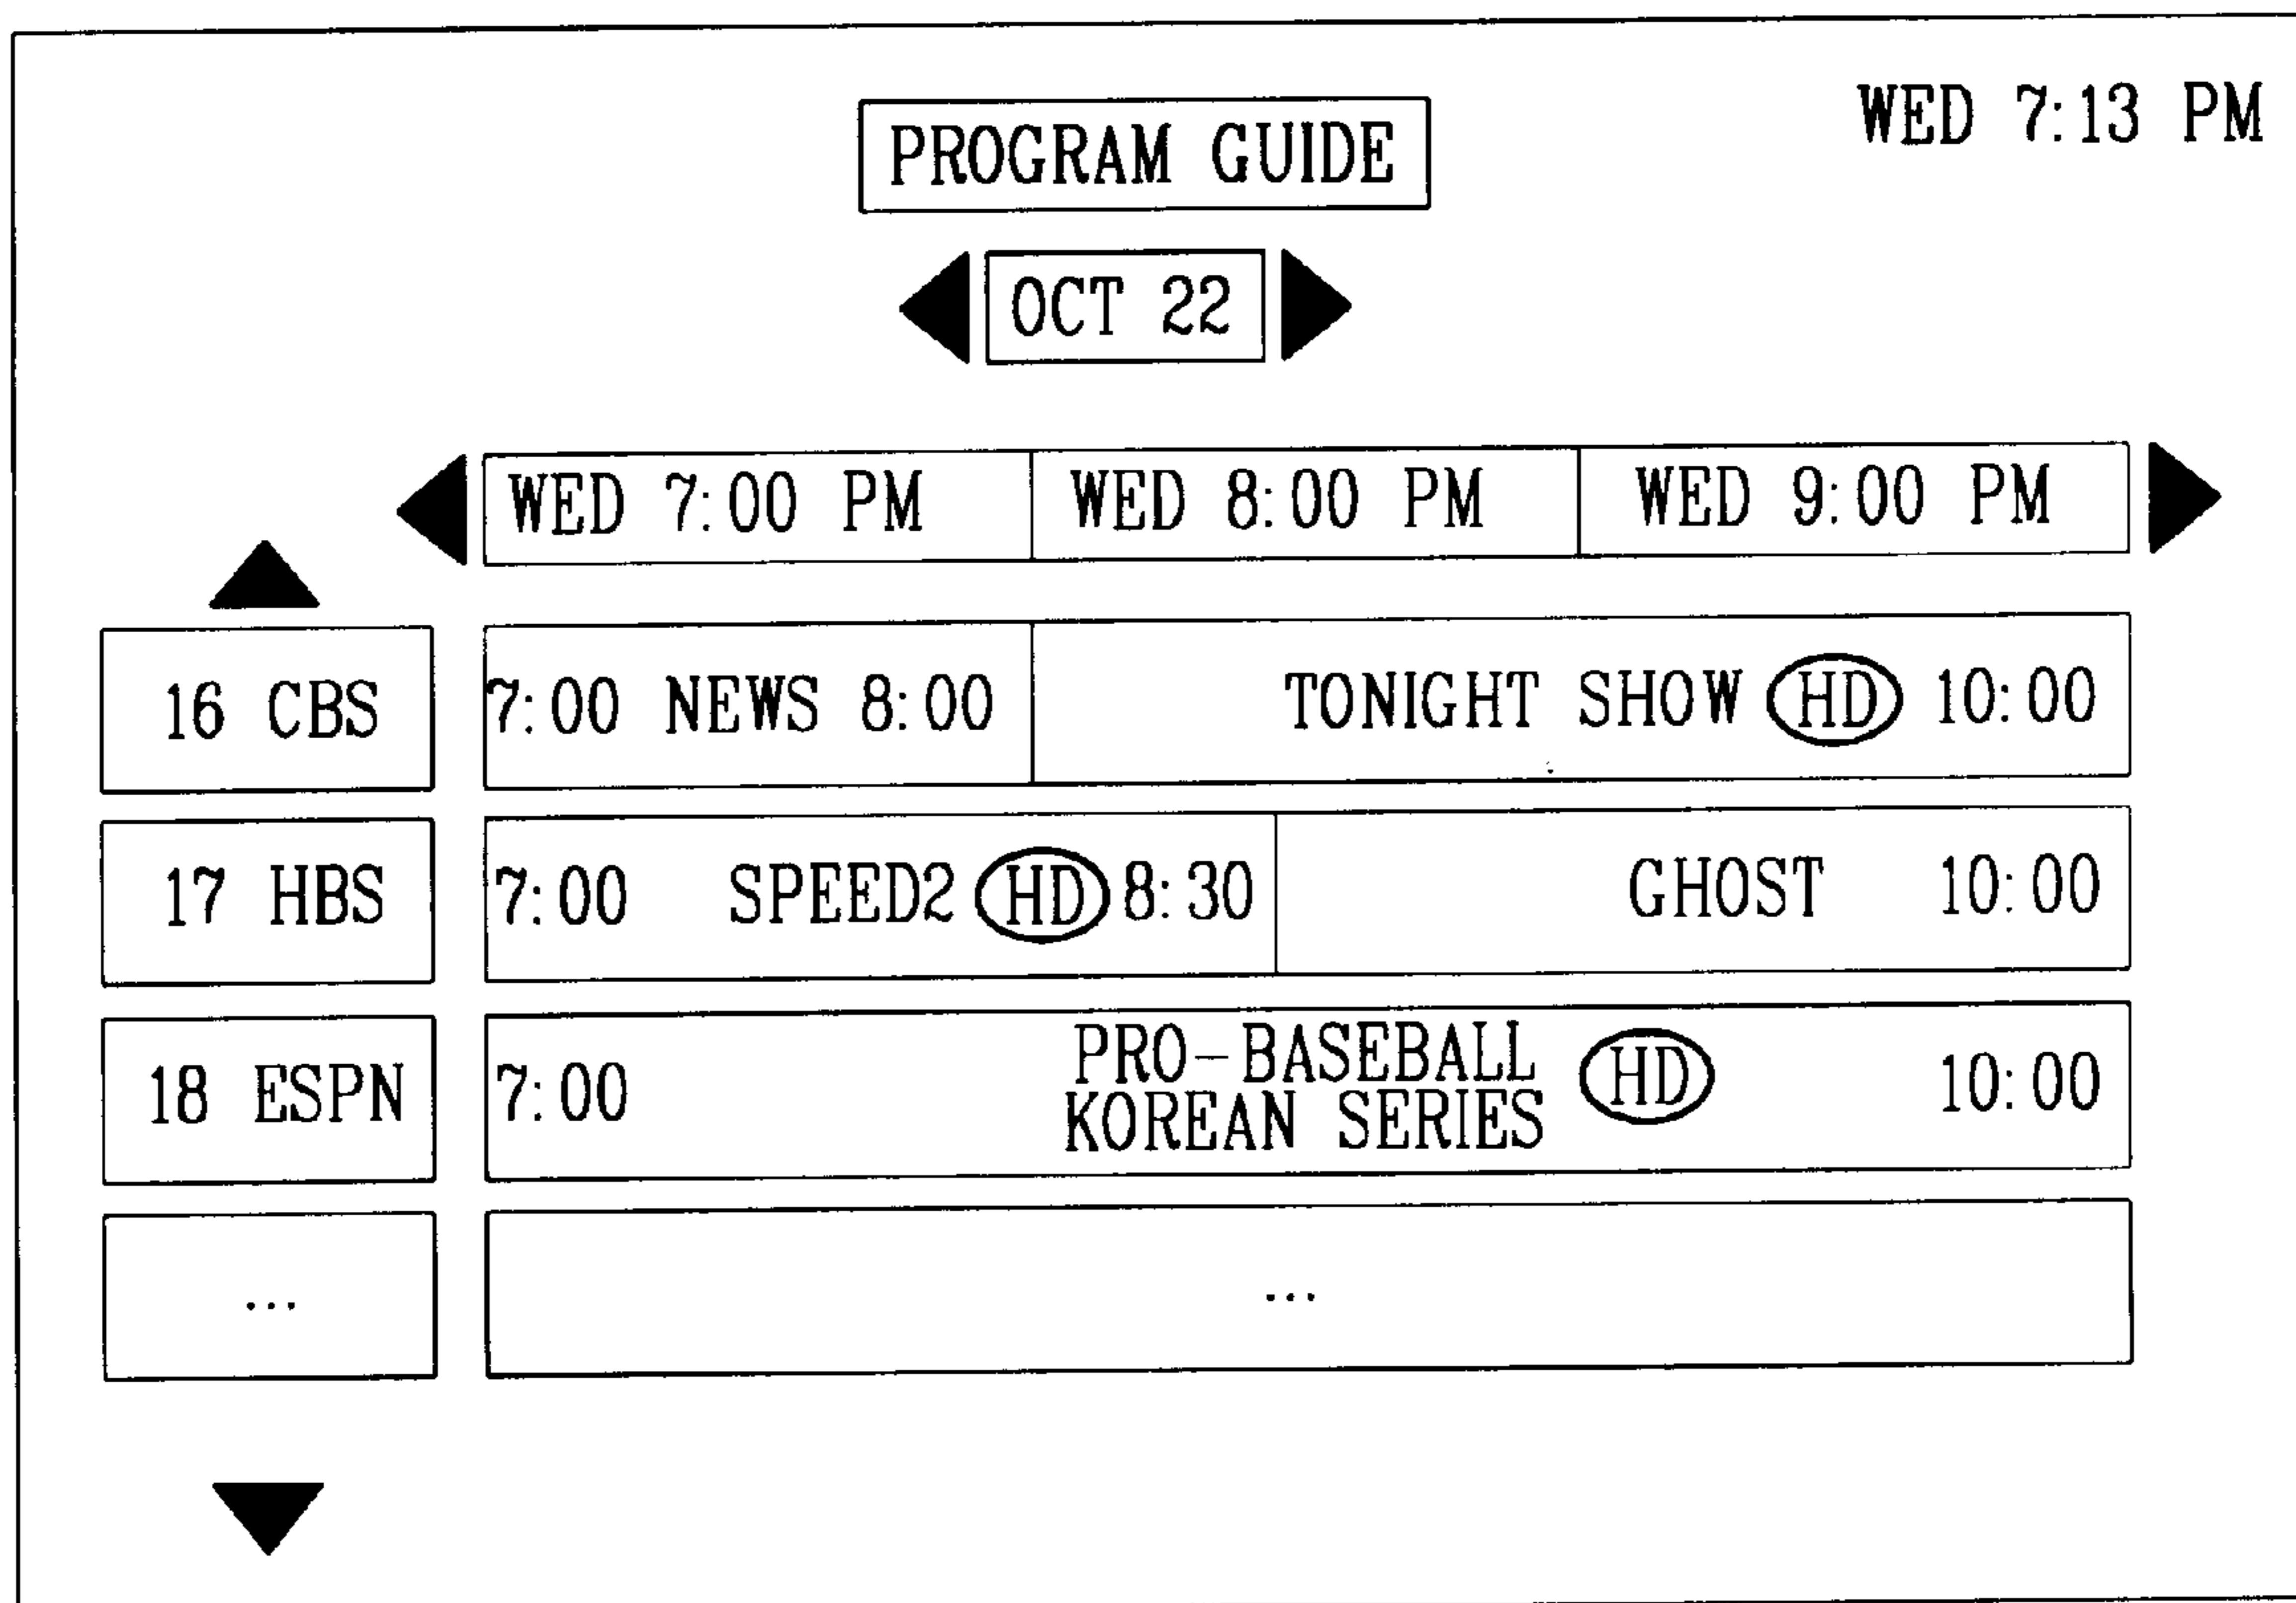 WED 7:13 PM
PROGRAM GUIDE
OCT 22
WED 7:00 PM WED 8:00 PM WED 9:00 PM
16 CBS 7:00 NEWS 8:00 TONIGHT SHOW HD 10:00
17 HBS 7:00 SPEED2 HD 8:30 GHOST 10:00
18 ESPN 7:00 PRO-BASEBALL HD 10:00
KOREAN SERIES
... ...